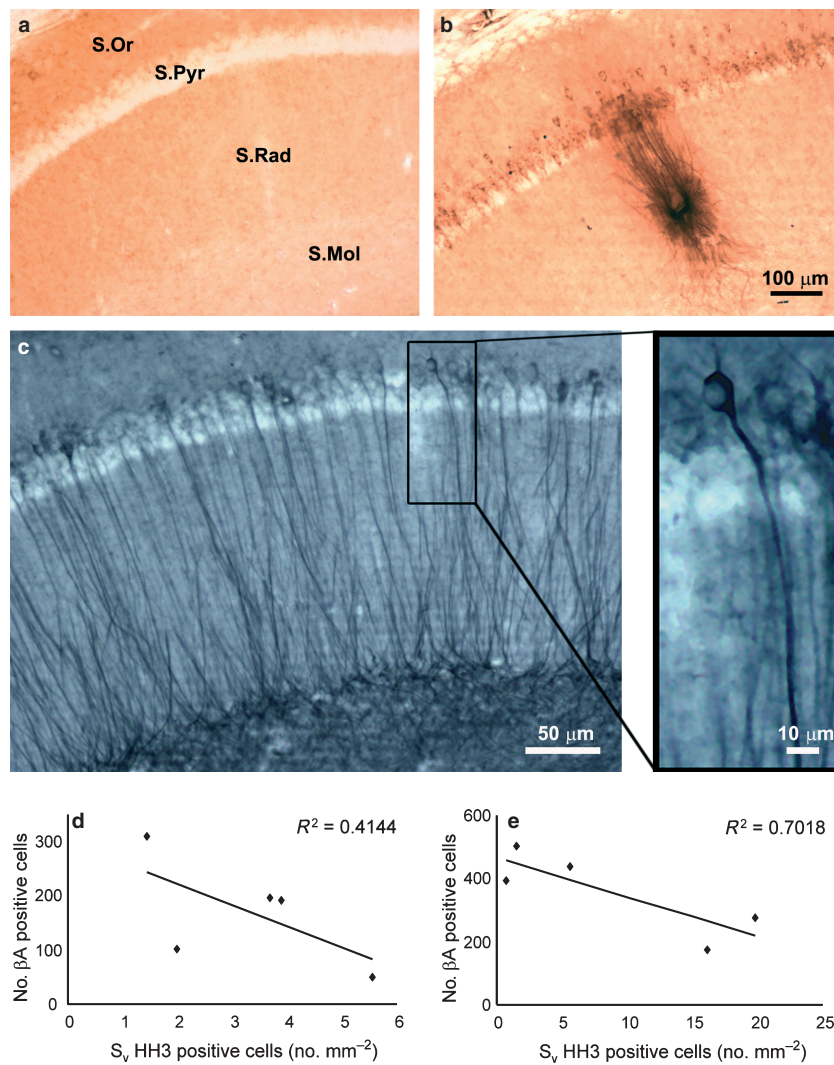 a
S.Or
S.Pyr
S.Rad
S.Mol
b
100 μm
c
50 μm
10 μm
d
R² = 0.4144
No. βA positive cells
300
200
100
0
0 1 2 3 4 5 6
Sᵥ HH3 positive cells (no. mm⁻²)
e
R² = 0.7018
No. βA positive cells
600
400
200
0
0 5 10 15 20 25
Sᵥ HH3 positive cells (no. mm⁻²)